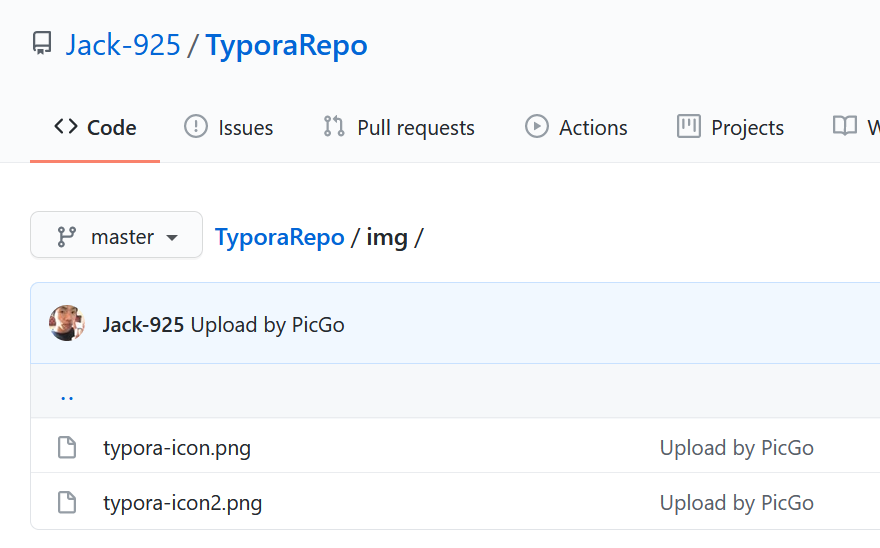 Jack-925 / TyporaRepo
Code Issues Pull requests Actions Projects
master TyporaRepo / img /
Jack-925 Upload by PicGo
..
typora-icon.png Upload by PicGo
typora-icon2.png Upload by PicGo